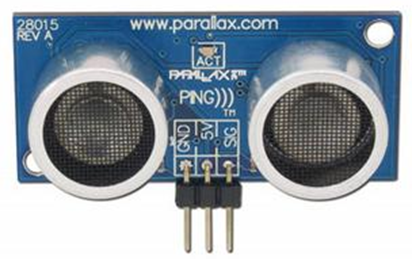 28015
REV A
www.parallax.com
ACT
PARALLAX
PING)))
TM
GND
5V
SIG